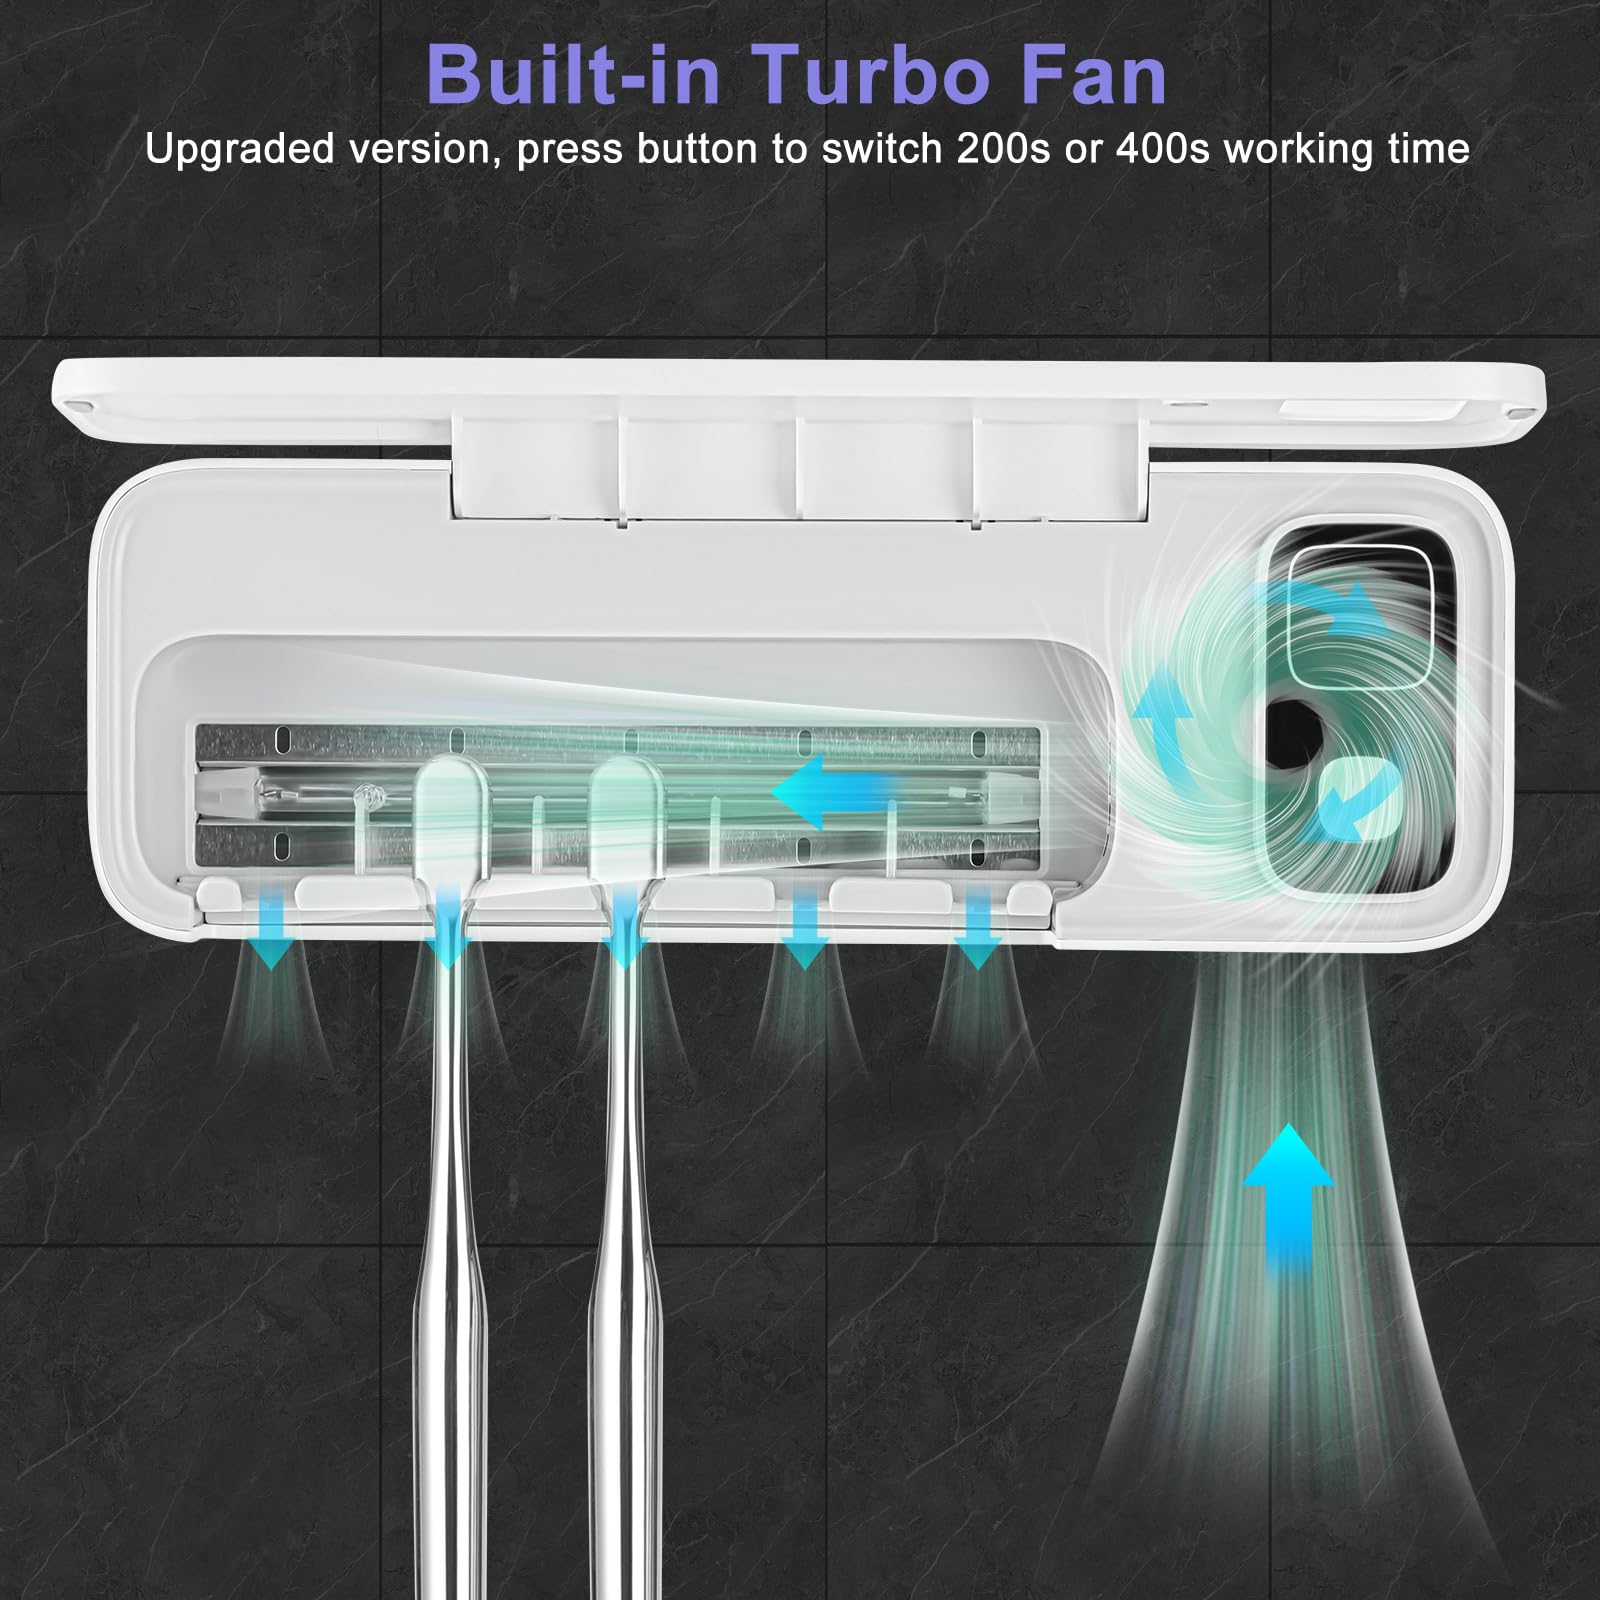 Built-in Turbo Fan
Upgraded version, press button to switch 200s or 400s working time